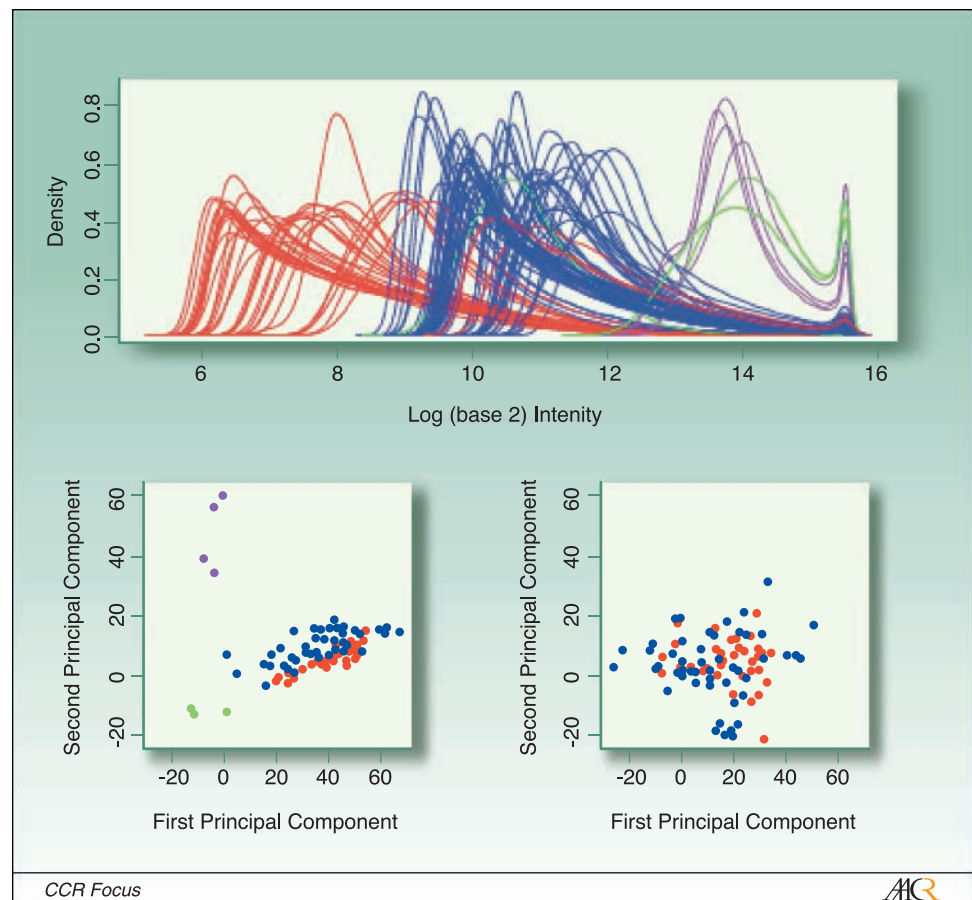 Density
0.0 0.2 0.4 0.6 0.8
6 8 10 12 14 16
Log (base 2) Intenity
Second Principal Component
-20 0 20 40 60
-20 0 20 40 60
First Principal Component
Second Principal Component
-20 0 20 40 60
-20 0 20 40 60
First Principal Component
CCR Focus
AACR